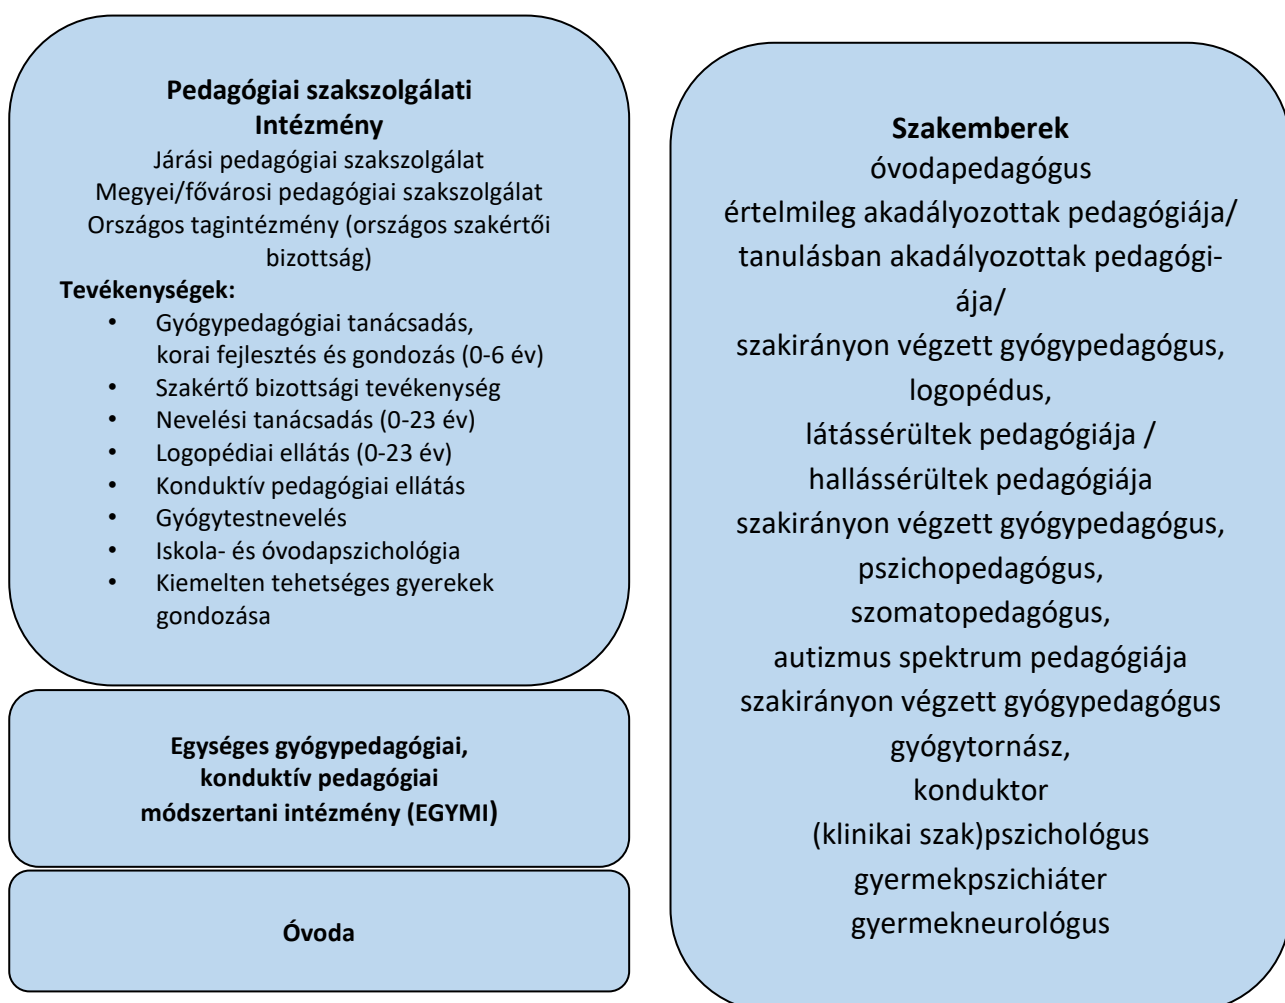 Pedagógiai szakszolgálati
Intézmény
Járási pedagógiai szakszolgálat
Megyei/fővárosi pedagógiai szakszolgálat
Országos tagintézmény (országos szakértői
bizottság)
Tevékenységek:
• Gyógypedagógiai tanácsadás,
korai fejlesztés és gondozás (0-6 év)
• Szakértő bizottsági tevékenység
• Nevelési tanácsadás (0-23 év)
• Logopédiai ellátás (0-23 év)
• Konduktív pedagógiai ellátás
• Gyógytestnevelés
• Iskola- és óvodapszichológia
• Kiemelten tehetséges gyerekek
gondozása
Egységes gyógypedagógiai,
konduktív pedagógiai
módszertani intézmény (EGYMI)
Óvoda
Szakemberek
óvodapedagógus
értelmileg akadályozottak pedagógiája/
tanulásban akadályozottak pedagógi-
ája/
szakirányon végzett gyógypedagógus,
logopédus,
látássérültek pedagógiája /
hallássérültek pedagógiája
szakirányon végzett gyógypedagógus,
pszichopedagógus,
szomatopedagógus,
autizmus spektrum pedagógiája
szakirányon végzett gyógypedagógus
gyógytornász,
konduktor
(klinikai szak)pszichológus
gyermekpszichiáter
gyermekneurológus